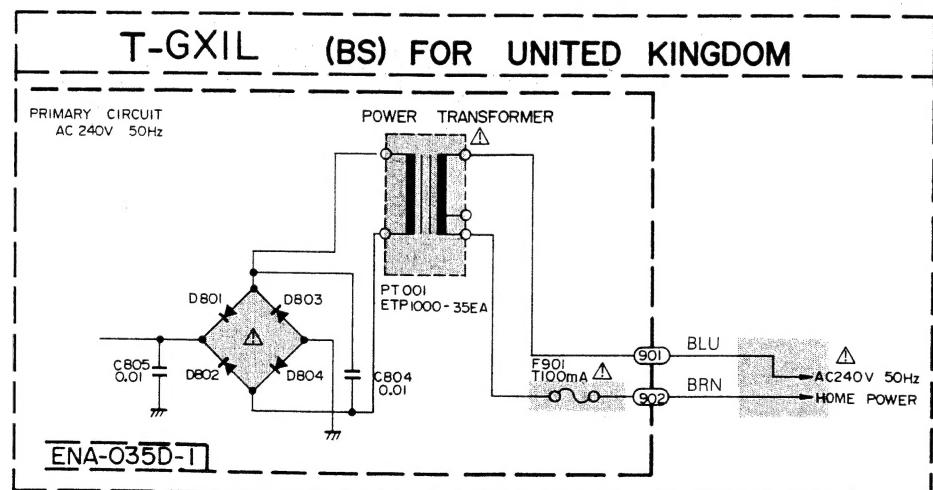 T-GX1L (BS) FOR UNITED KINGDOM
PRIMARY CIRCUIT
AC 240V 50Hz
POWER TRANSFORMER
PT001
ETP1000-35EA
D801
D803
D802
D804
C805
0.01
C804
0.01
F901
T100mA
901
BLU
902
BRN
AC240V 50Hz
HOME POWER
ENA-035D-1